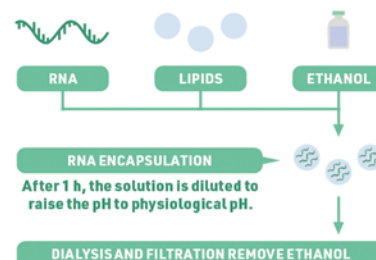 RNA
LIPIDS
ETHANOL
RNA ENCAPSULATION
After 1 h, the solution is diluted to
raise the pH to physiological pH.
DIALYSIS AND FILTRATION REMOVE ETHANOL